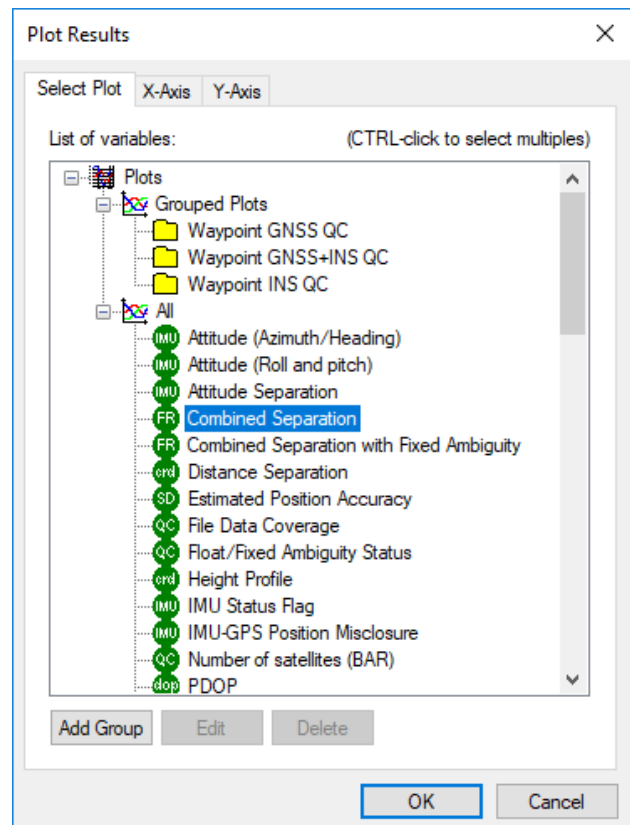 Plot Results
Select Plot X-Axis Y-Axis
List of variables: (CTRL-click to select multiples)
Plots
Grouped Plots
Waypoint GNSS QC
Waypoint GNSS+INS QC
Waypoint INS QC
All
IMU Attitude (Azimuth/Heading)
IMU Attitude (Roll and pitch)
IMU Attitude Separation
FR Combined Separation
FR Combined Separation with Fixed Ambiguity
crd Distance Separation
SD Estimated Position Accuracy
QC File Data Coverage
QC Float/Fixed Ambiguity Status
crd Height Profile
IMU IMU Status Flag
IMU IMU-GPS Position Misclosure
QC Number of satellites (BAR)
dop PDOP
Add Group Edit Delete
OK Cancel